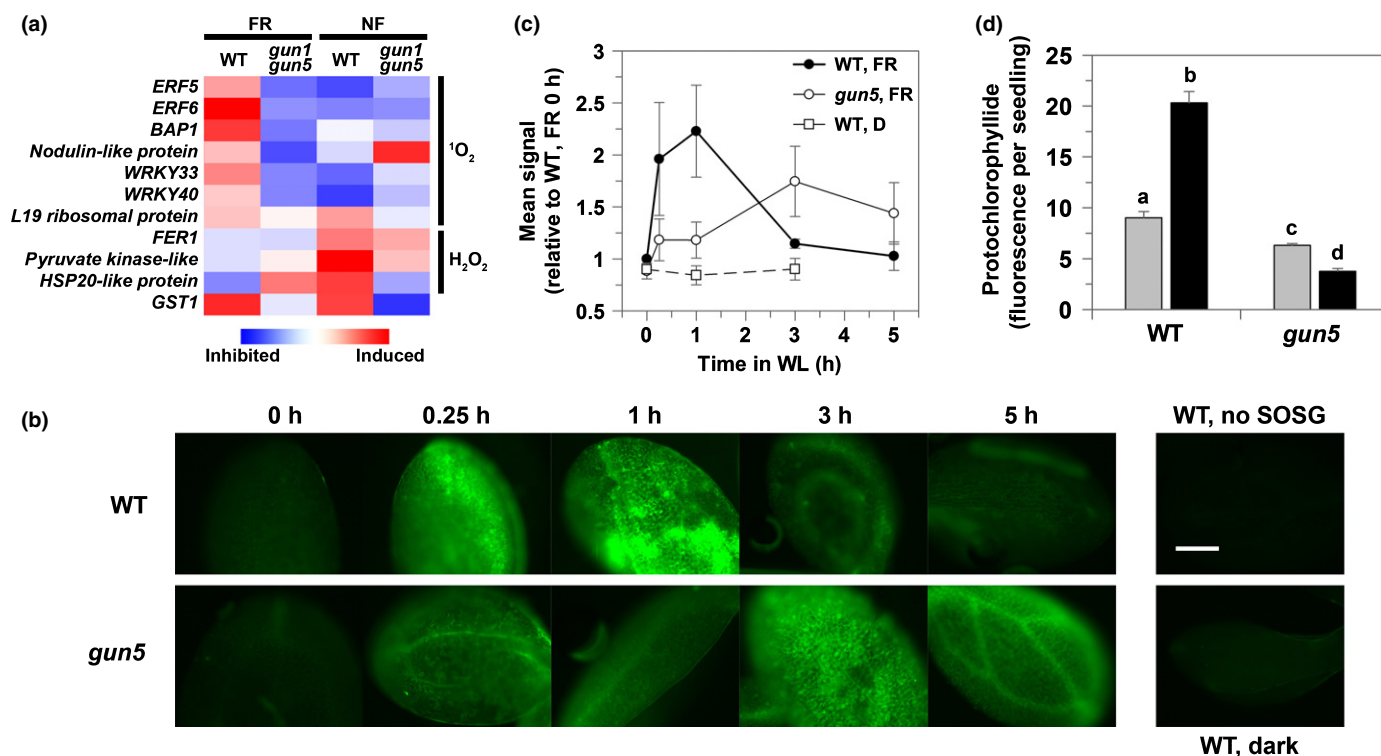 (a)
FR NF
WT gun1 gun5 WT gun1 gun5
ERF5
ERF6
BAP1
Nodulin-like protein
WRKY33
WRKY40
L19 ribosomal protein
FER1
Pyruvate kinase-like
HSP20-like protein
GST1
¹O₂
H₂O₂
Inhibited Induced
(c)
Mean signal
(relative to WT, FR 0 h)
3
2.5
2
1.5
1
0.5
0 1 2 3 4 5
Time in WL (h)
WT, FR
gun5, FR
WT, D
(d)
Protochlorophyllide
(fluorescence per seedling)
25
20
15
10
5
0
a b c d
WT gun5
(b)
0 h 0.25 h 1 h 3 h 5 h WT, no SOSG
WT
gun5
WT, dark